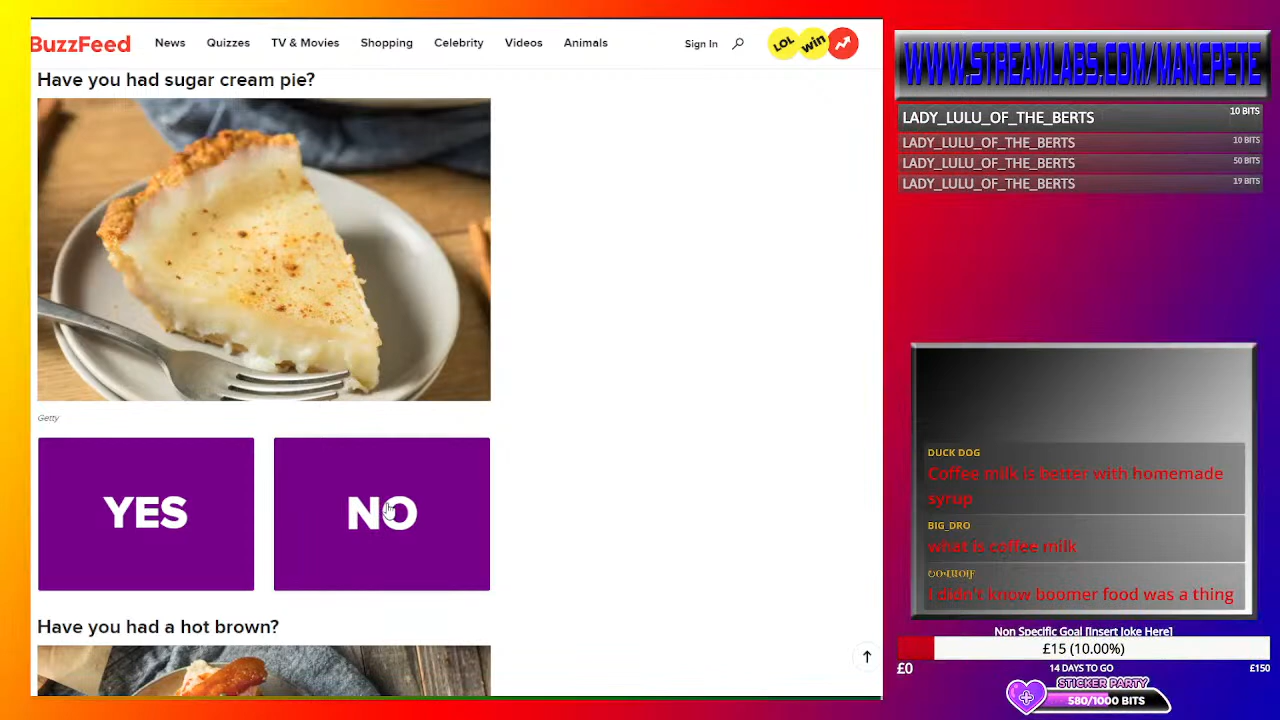 BuzzFeed
News
Quizzes
TV & Movies
Shopping
Celebrity
Videos
Animals
Sign In
LOL
win
Have you had sugar cream pie?
Getty
YES
NO
Have you had a hot brown?
WWW.STREAMLABS.COM/MANCPETE
LADY_LULU_OF_THE_BERTS 10 BITS
LADY_LULU_OF_THE_BERTS 10 BITS
LADY_LULU_OF_THE_BERTS 50 BITS
LADY_LULU_OF_THE_BERTS 19 BITS
DUCK DOG
Coffee milk is better with homemade
syrup
BIG_DRO
what is coffee milk
I didn't know boomer food was a thing
Non Specific Goal [Insert Joke Here]
£15 (10.00%)
£0
14 DAYS TO GO
£150
STICKER PARTY
580/1000 BITS